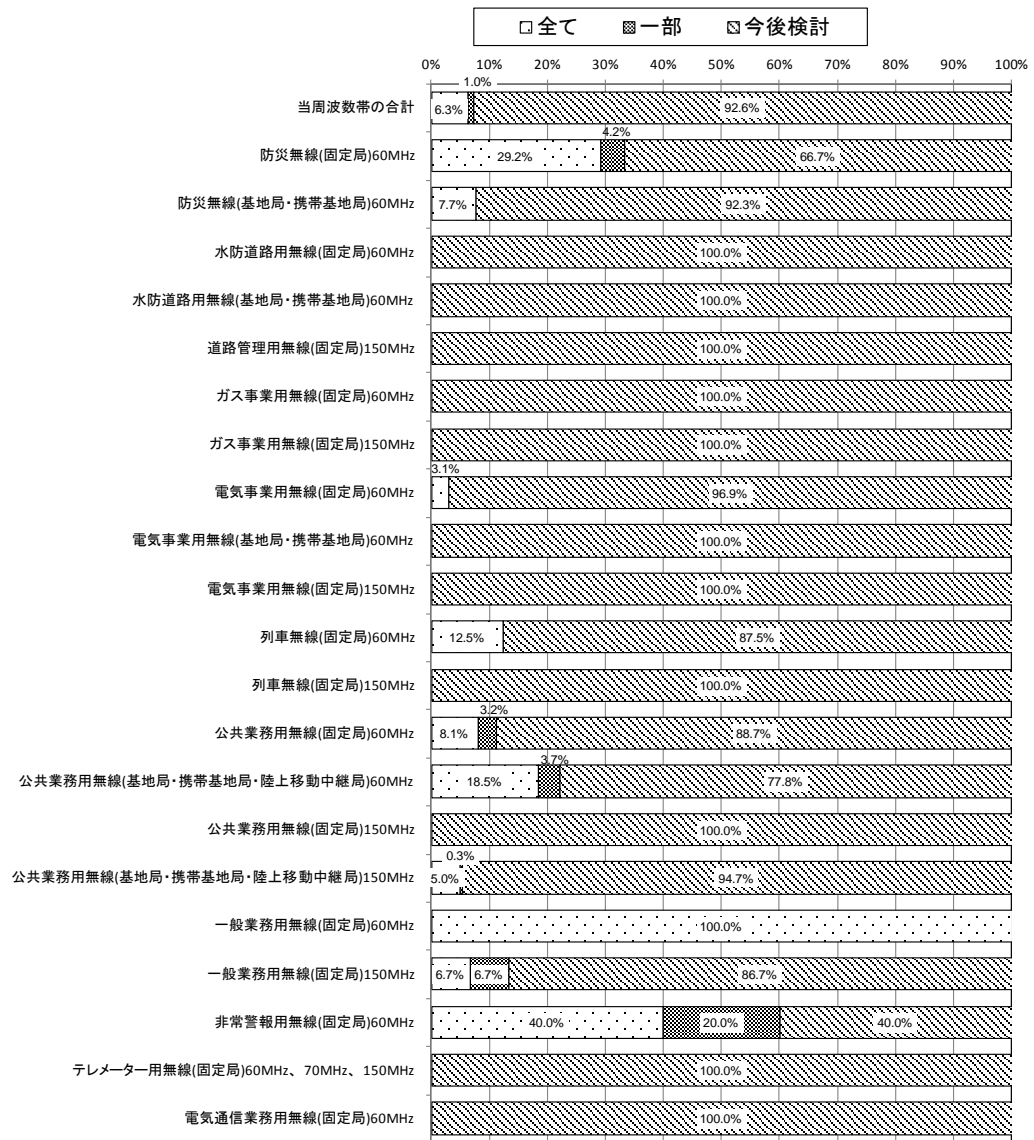 全て 一部 今後検討
0% 10% 20% 30% 40% 50% 60% 70% 80% 90% 100%
1.0%
当周波数帯の合計 6.3% 92.6%
4.2%
防災無線(固定局)60MHz 29.2% 66.7%
防災無線(基地局・携帯基地局)60MHz 7.7% 92.3%
水防道路用無線(固定局)60MHz 100.0%
水防道路用無線(基地局・携帯基地局)60MHz 100.0%
道路管理用無線(固定局)150MHz 100.0%
ガス事業用無線(固定局)60MHz 100.0%
ガス事業用無線(固定局)150MHz 100.0%
3.1%
電気事業用無線(固定局)60MHz 96.9%
電気事業用無線(基地局・携帯基地局)60MHz 100.0%
電気事業用無線(固定局)150MHz 100.0%
列車無線(固定局)60MHz 12.5% 87.5%
列車無線(固定局)150MHz 100.0%
3.2%
公共業務用無線(固定局)60MHz 8.1% 88.7%
3.7%
公共業務用無線(基地局・携帯基地局・陸上移動中継局)60MHz 18.5% 77.8%
公共業務用無線(固定局)150MHz 100.0%
0.3%
公共業務用無線(基地局・携帯基地局・陸上移動中継局)150MHz 5.0% 94.7%
一般業務用無線(固定局)60MHz 100.0%
一般業務用無線(固定局)150MHz 6.7% 6.7% 86.7%
非常警報用無線(固定局)60MHz 40.0% 20.0% 40.0%
テレメーター用無線(固定局)60MHz、70MHz、150MHz 100.0%
電気通信業務用無線(固定局)60MHz 100.0%